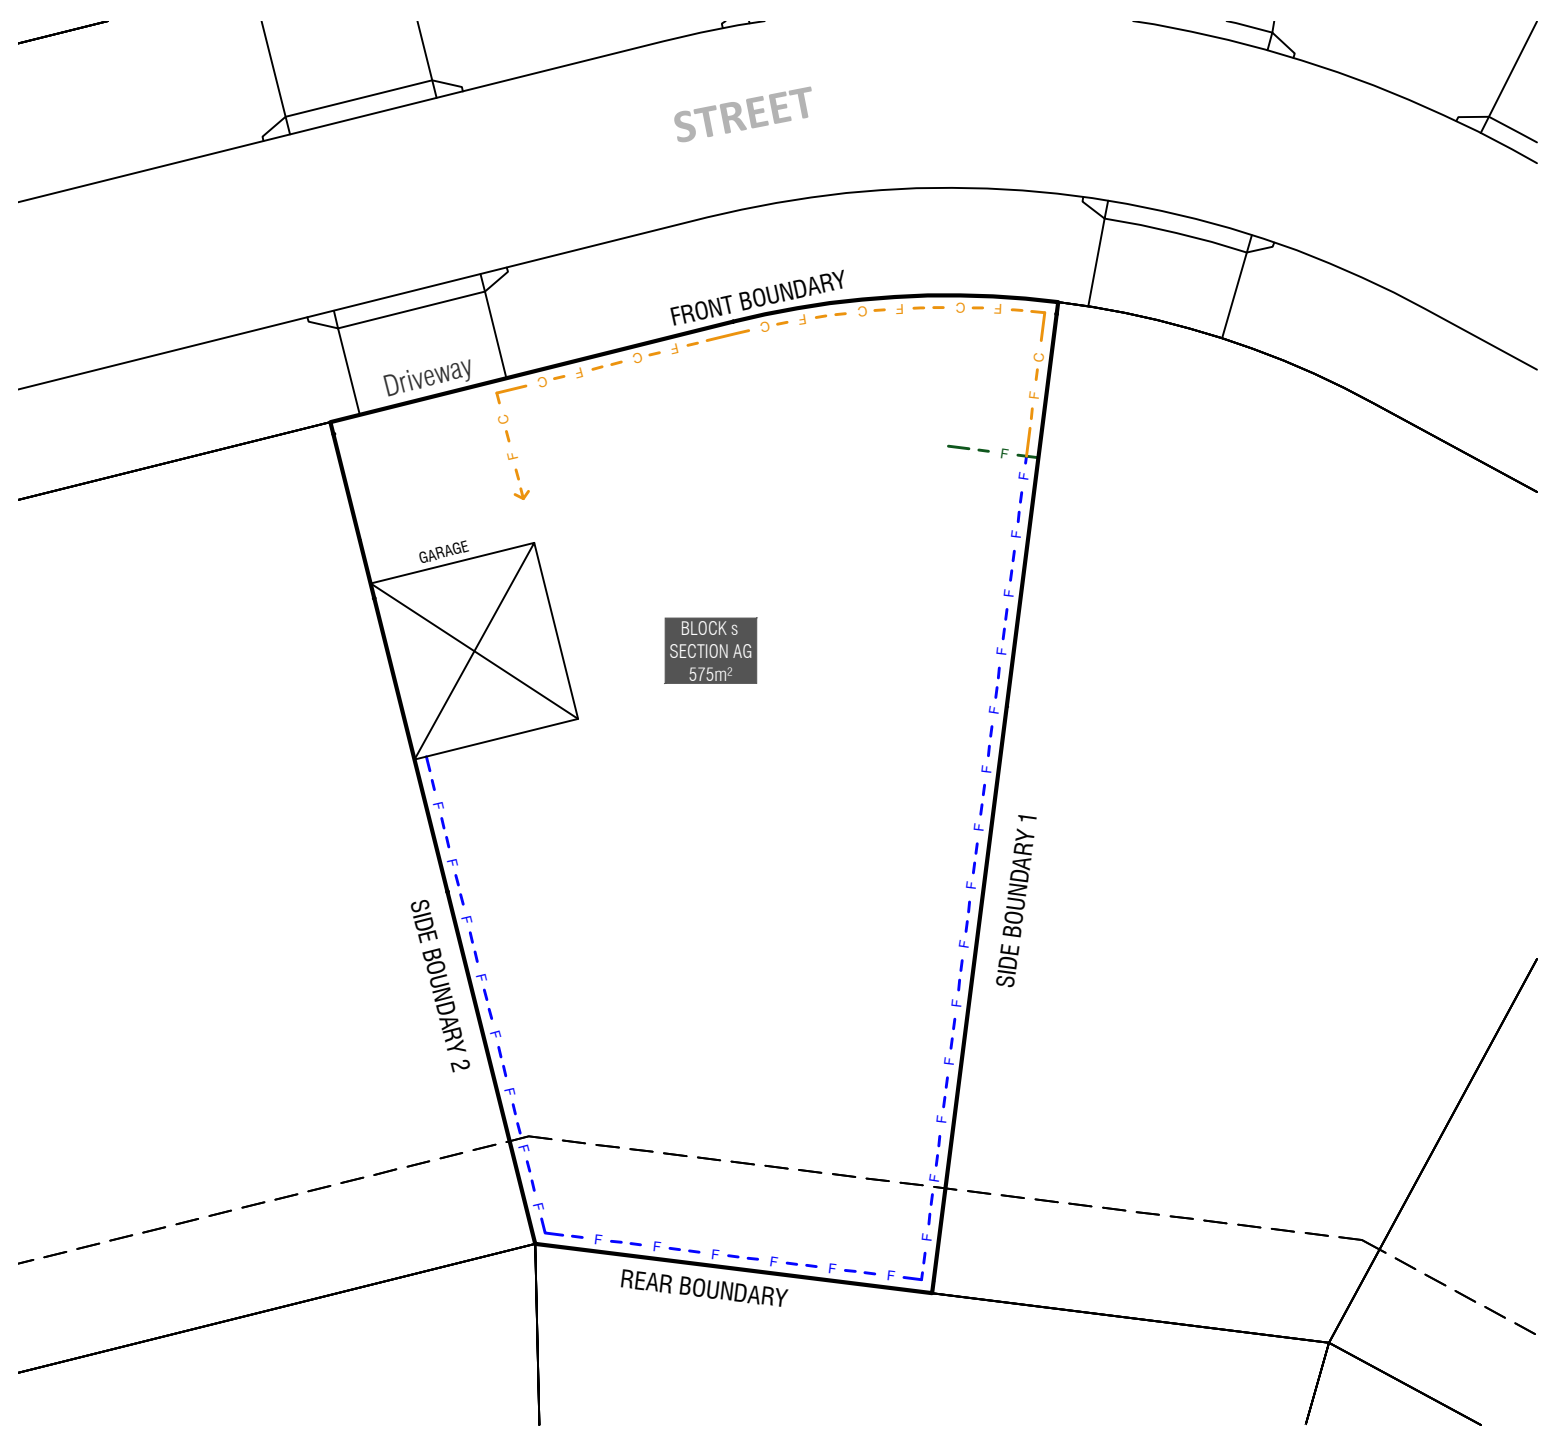 STREET
FRONT BOUNDARY
Driveway
F C F C F C F C F C
C F
C F
F
GARAGE
BLOCK s
SECTION AG
575m²
F F F F F F F F F F F F F F
SIDE BOUNDARY 1
F F F F F F F F
SIDE BOUNDARY 2
F F F F F F
REAR BOUNDARY